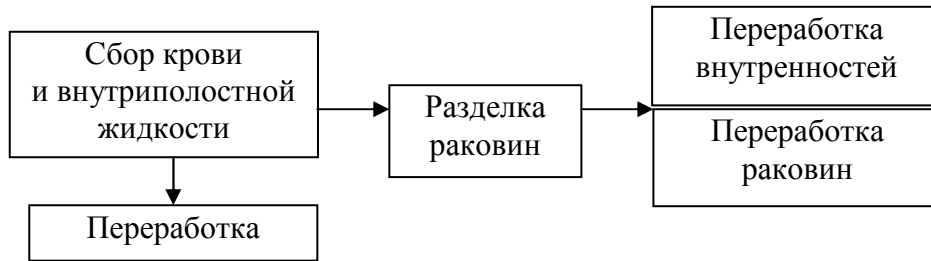 Сбор крови
и внутриполостной
жидкости
Переработка
Разделка
раковин
Переработка
внутренностей
Переработка
раковин